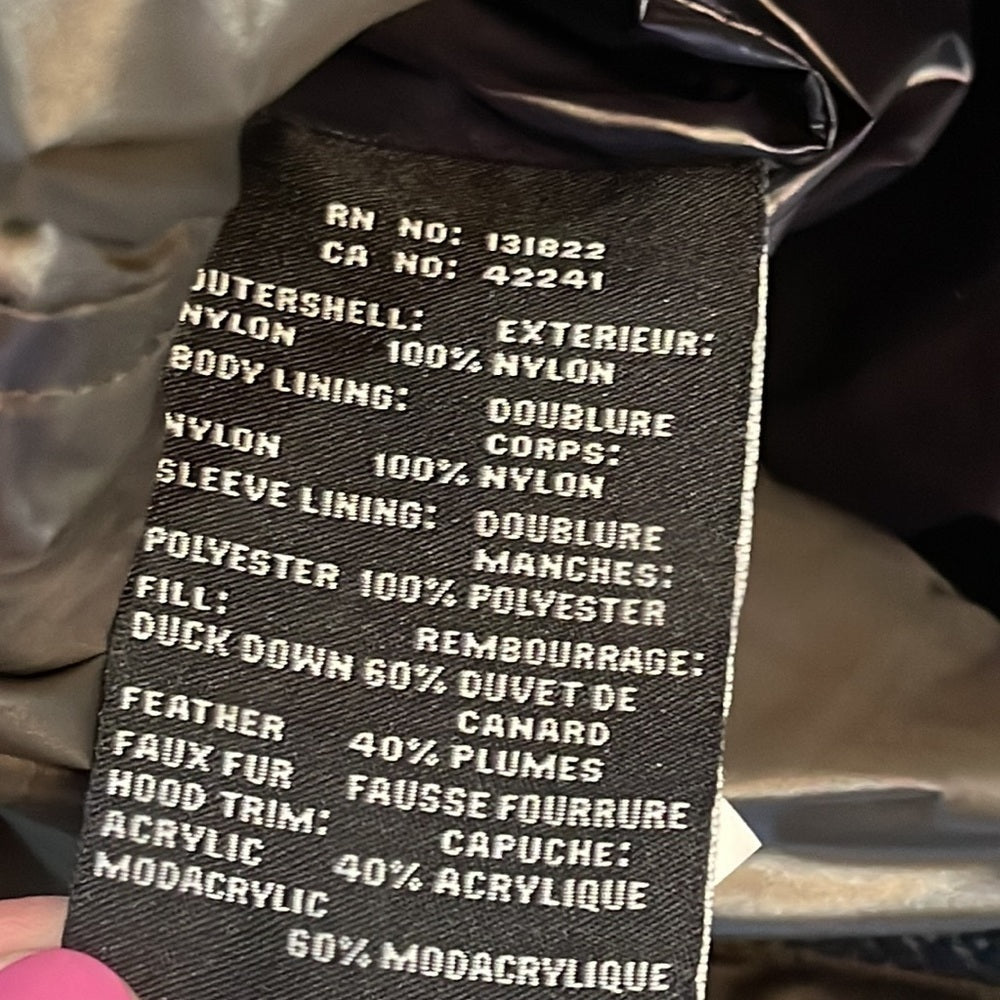 RN NO: 131822
CA NO: 42241
OUTERSHELL: EXTERIEUR:
NYLON 100% NYLON
BODY LINING: DOUBLURE
CORPS:
NYLON 100% NYLON
SLEEVE LINING: DOUBLURE
MANCHES:
POLYESTER 100% POLYESTER
FILL: REMBOURRAGE:
DUCK DOWN 60% DUVET DE
CANARD
FEATHER 40% PLUMES
FAUX FUR FAUSSE FOURRURE
HOOD TRIM: CAPUCHE:
ACRYLIC 40% ACRYLIQUE
MODACRYLIC 60% MODACRYLIQUE